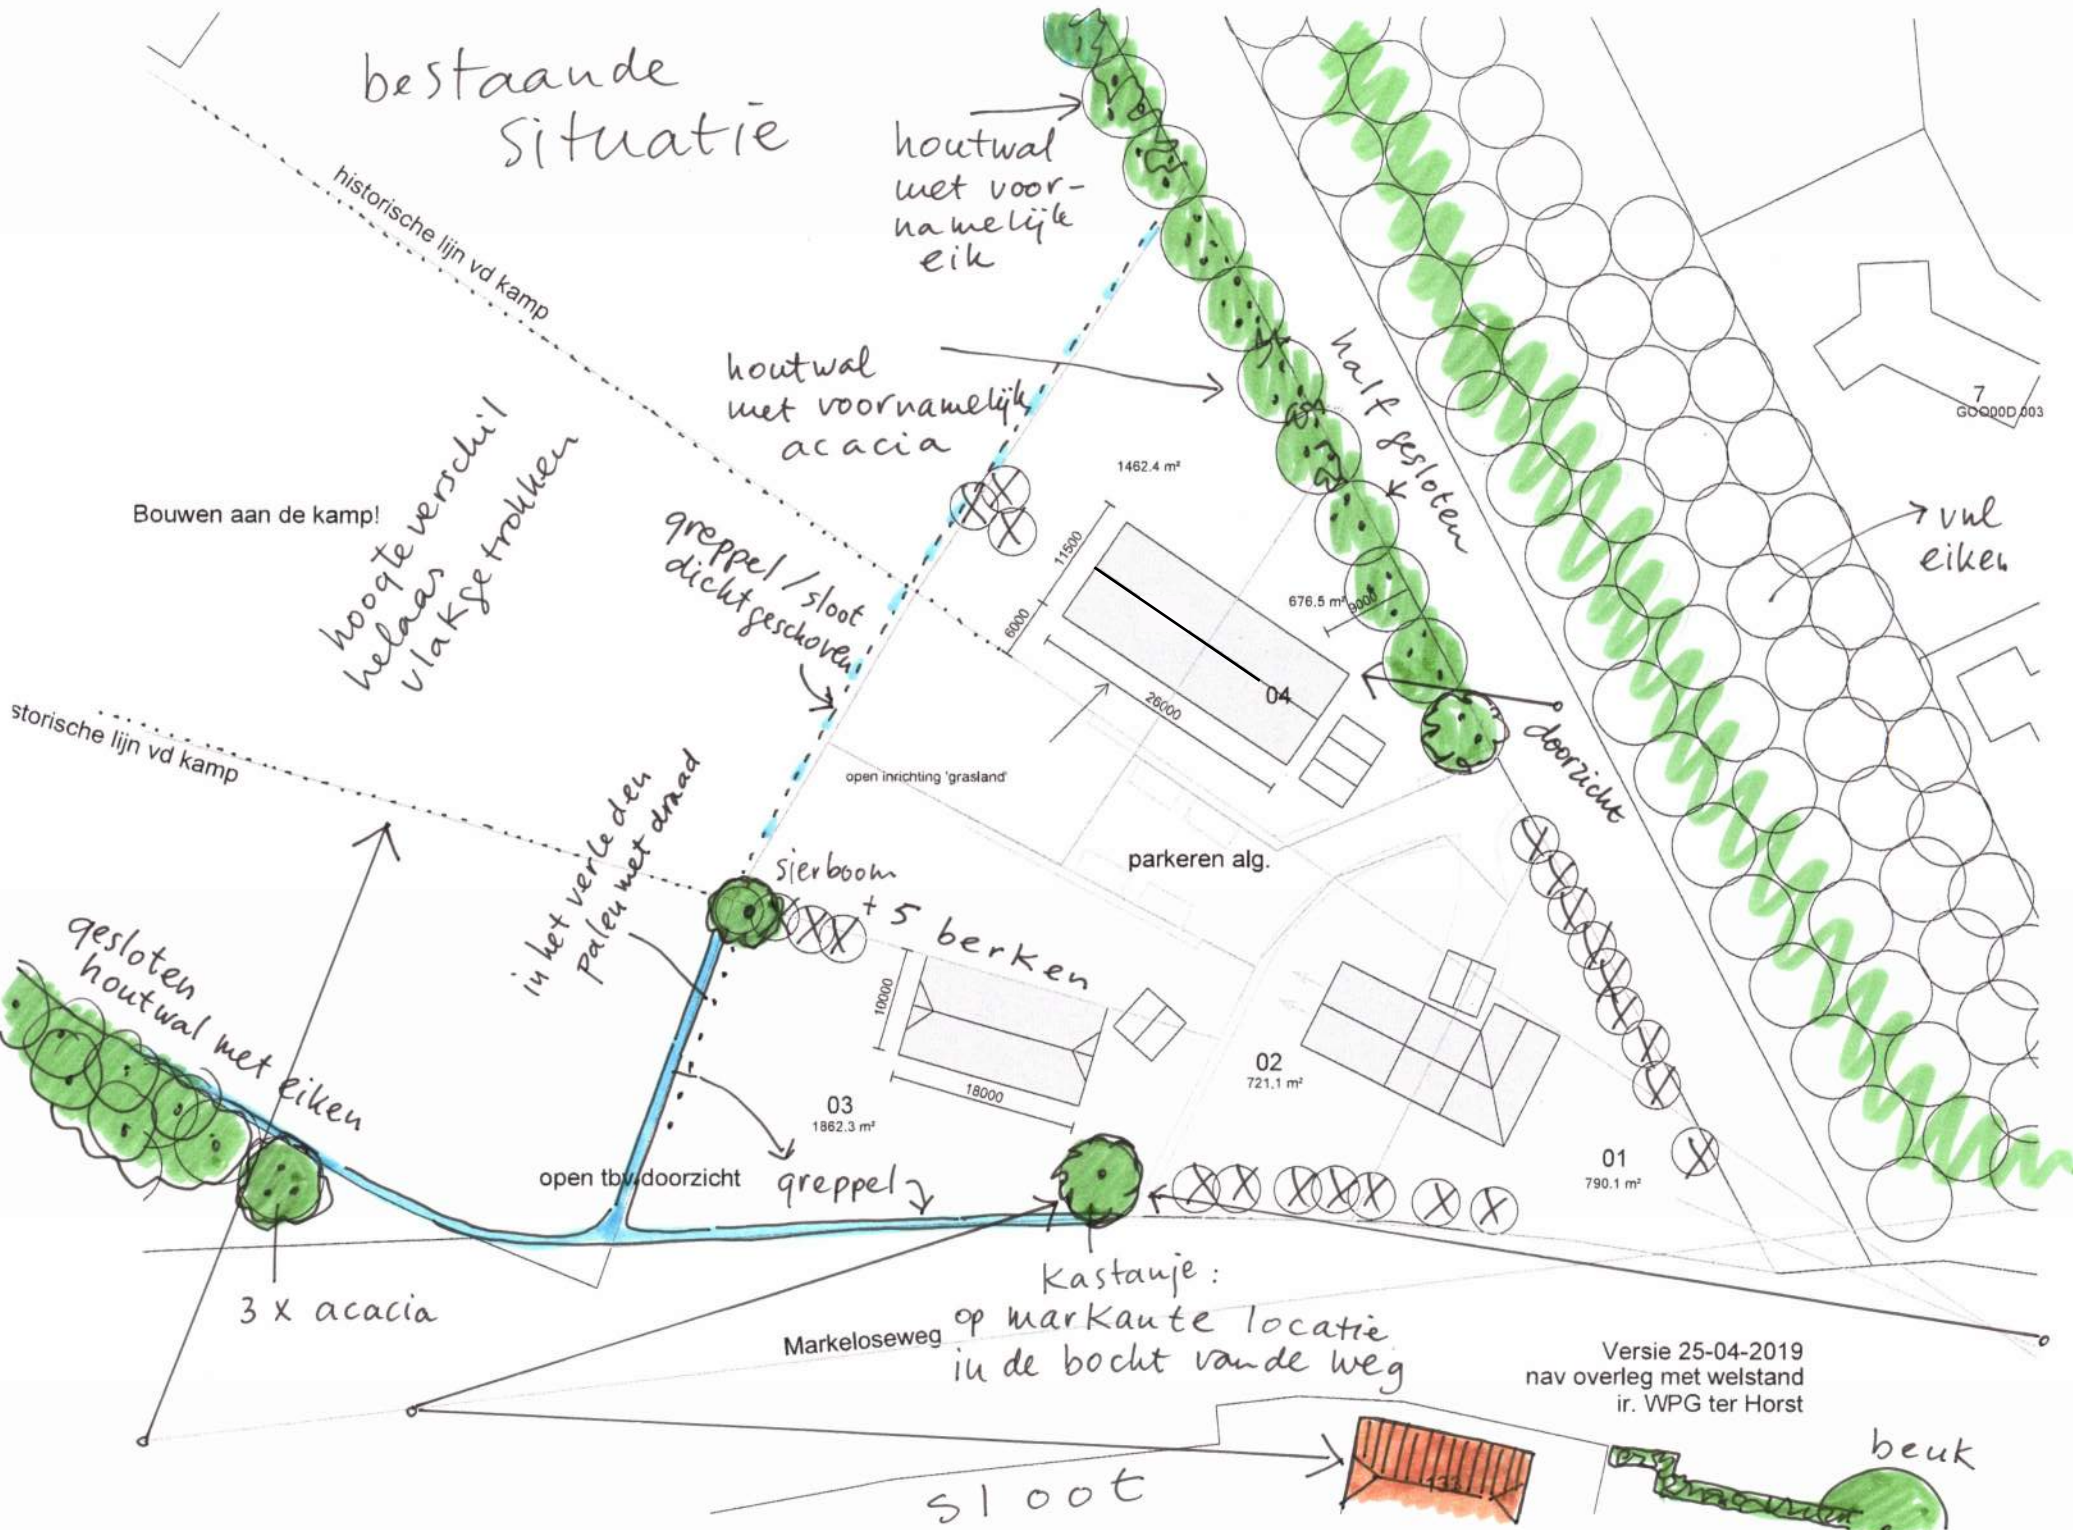 bestaande
situatie
historische lijn vd kamp
houtwal
met voor-
namelijk
eik
houtwal
met voornamelijk
acacia
half gesloten
7
GOO00D 003
vnl
eiken
Bouwen aan de kamp!
hoogteverschil
helaas
vlakgetrokken
greppel / sloot
dichtgeschoven
1462.4 m²
11500
6000
26000
04
676.5 m²
9000
doorzicht
storische lijn vd kamp
open inrichting 'grasland'
in het verleden
palen met draad
sierboom
+ 5 berken
parkeren alg.
gesloten
houtwal met eiken
10000
18000
03
1862.3 m²
02
721.1 m²
01
790.1 m²
open tbv doorzicht
greppel
3 x acacia
Kastanje:
op markante locatie
in de bocht van de weg
Markeloseweg
Versie 25-04-2019
nav overleg met welstand
ir. WPG ter Horst
sloot
133
beuk